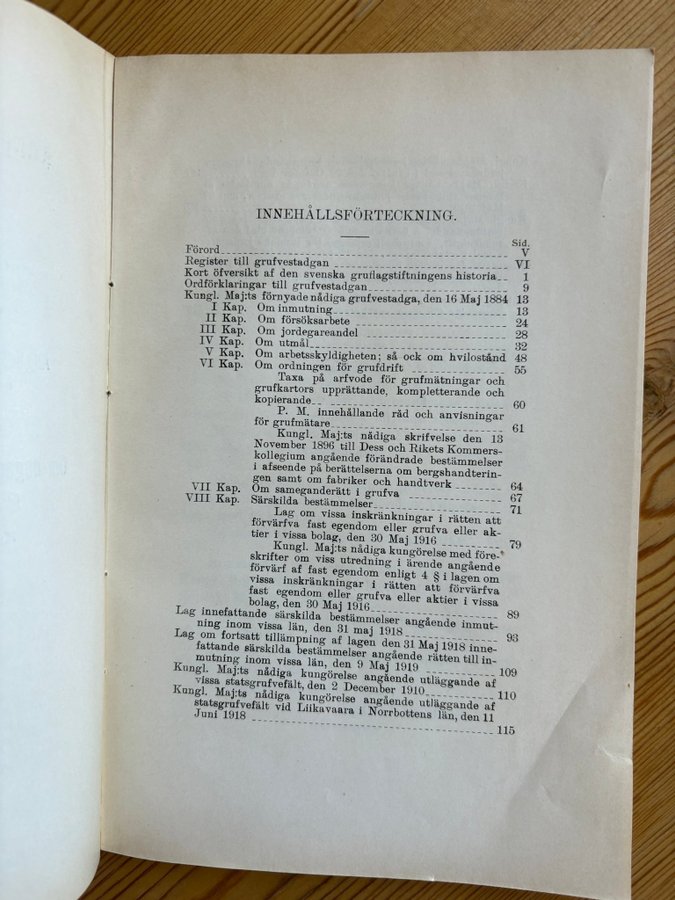 INNEHÅLLSFÖRTECKNING.
Sid.
Förord V
Register till grufvestadgan VI
Kort öfversikt af den svenska gruflagstiftningens historia 1
Ordförklaringar till grufvestadgan 9
Kungl. Maj:ts förnyade nådiga grufvestadga, den 16 Maj 1884 13
I Kap. Om inmutning 13
II Kap. Om försöksarbete 24
III Kap. Om jordegareandel 28
IV Kap. Om utmål 32
V Kap. Om arbetsskyldigheten; så ock om hvilostånd 48
VI Kap. Om ordningen för grufdrift 55
Taxa på arfvode för grufmätningar och
grufkartors upprättande, kompletterande och
kopierande 60
P. M. innehållande råd och anvisningar
för grufmätare 61
Kungl. Maj:ts nådiga skrifvelse den 13
November 1896 till Dess och Rikets Kommers-
kollegium angående förändrade bestämmelser
i afseende på berättelserna om bergshandterin-
gen samt om fabriker och handtverk 64
VII Kap. Om sameganderätt i grufva 67
VIII Kap. Särskilda bestämmelser 71
Lag om vissa inskränkningar i rätten att
förvärfva fast egendom eller grufva eller ak-
tier i vissa bolag, den 30 Maj 1916 79
Kungl. Maj:ts nådiga kungörelse med före-
skrifter om viss utredning i ärende angående
förvärf af fast egendom enligt 4 § i lagen om
vissa inskränkningar i rätten att förvärfva
fast egendom eller grufva eller aktier i vissa
bolag, den 30 Maj 1916 89
Lag innefattande särskilda bestämmelser angående inmut-
ning inom vissa län, den 31 maj 1918 93
Lag om fortsatt tillämpning af lagen den 31 Maj 1918 inne-
fattande särskilda bestämmelser angående rätten till in-
mutning inom vissa län, den 9 Maj 1919 109
Kungl. Maj:ts nådiga kungörelse angående utläggande af
vissa statsgrufvefält, den 2 December 1910 110
Kungl. Maj:ts nådiga kungörelse angående utläggande af
statsgrufvefält vid Liikavaara i Norrbottens län, den 11
Juni 1918 115